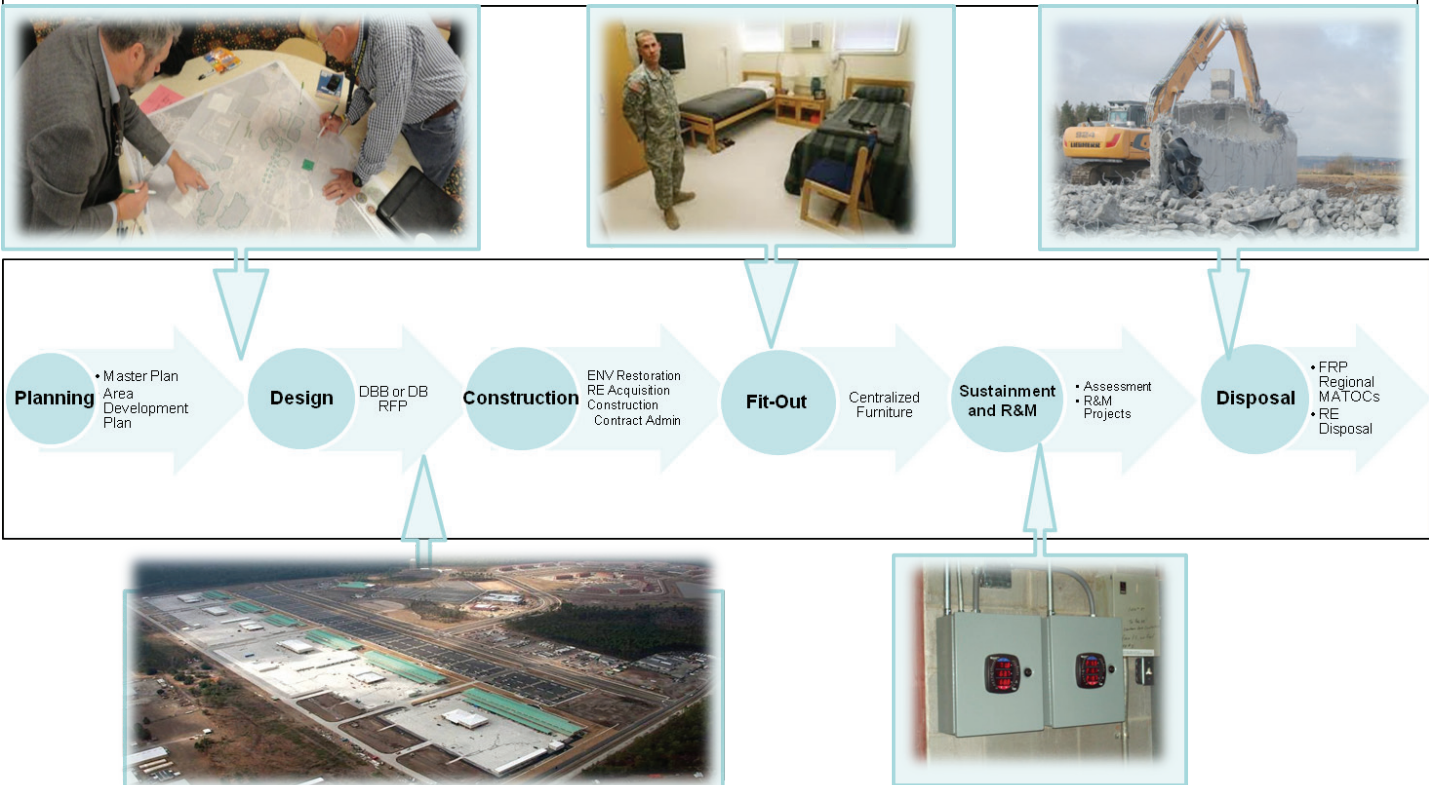 Planning
• Master Plan
Area
Development
Plan
Design
DBB or DB
RFP
Construction
ENV Restoration
RE Acquisition
Construction
Contract Admin
Fit-Out
Centralized
Furniture
Sustainment
and R&M
• Assessment
• R&M
Projects
Disposal
• FRP
Regional
MATOCs
• RE
Disposal